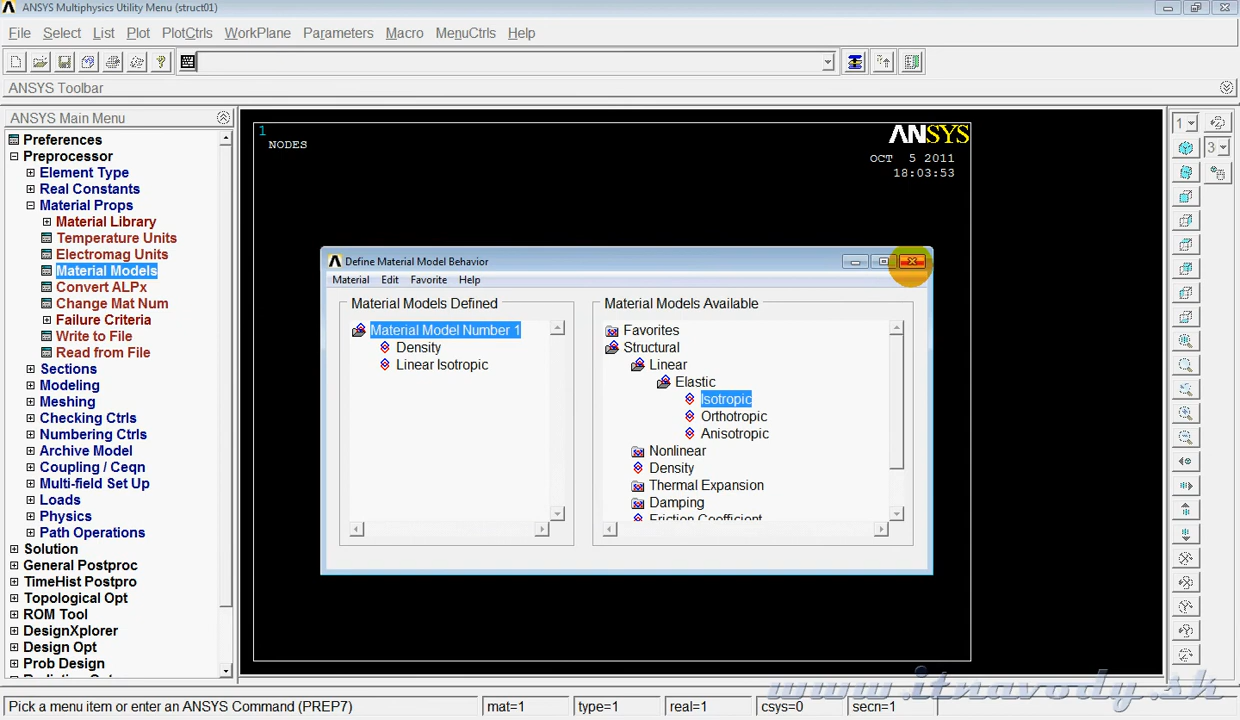 ANSYS Multiphysics Utility Menu (struct01)
File Select List Plot PlotCtrls WorkPlane Parameters Macro MenuCtrls Help
ANSYS Toolbar
ANSYS Main Menu
Preferences
Preprocessor
Element Type
Real Constants
Material Props
Material Library
Temperature Units
Electromag Units
Material Models
Convert ALPx
Change Mat Num
Failure Criteria
Write to File
Read from File
Sections
Modeling
Meshing
Checking Ctrls
Numbering Ctrls
Archive Model
Coupling / Ceqn
Multi-field Set Up
Loads
Physics
Path Operations
Solution
General Postproc
TimeHist Postpro
Topological Opt
ROM Tool
DesignXplorer
Design Opt
Prob Design
1
NODES
ANSYS
OCT 5 2011
18:03:53
Define Material Model Behavior
Material Edit Favorite Help
Material Models Defined
Material Model Number 1
Density
Linear Isotropic
Material Models Available
Favorites
Structural
Linear
Elastic
Isotropic
Orthotropic
Anisotropic
Nonlinear
Density
Thermal Expansion
Damping
Friction Coefficient
1
3
www.itnavody.sk
Pick a menu item or enter an ANSYS Command (PREP7) mat=1 type=1 real=1 csys=0 secn=1